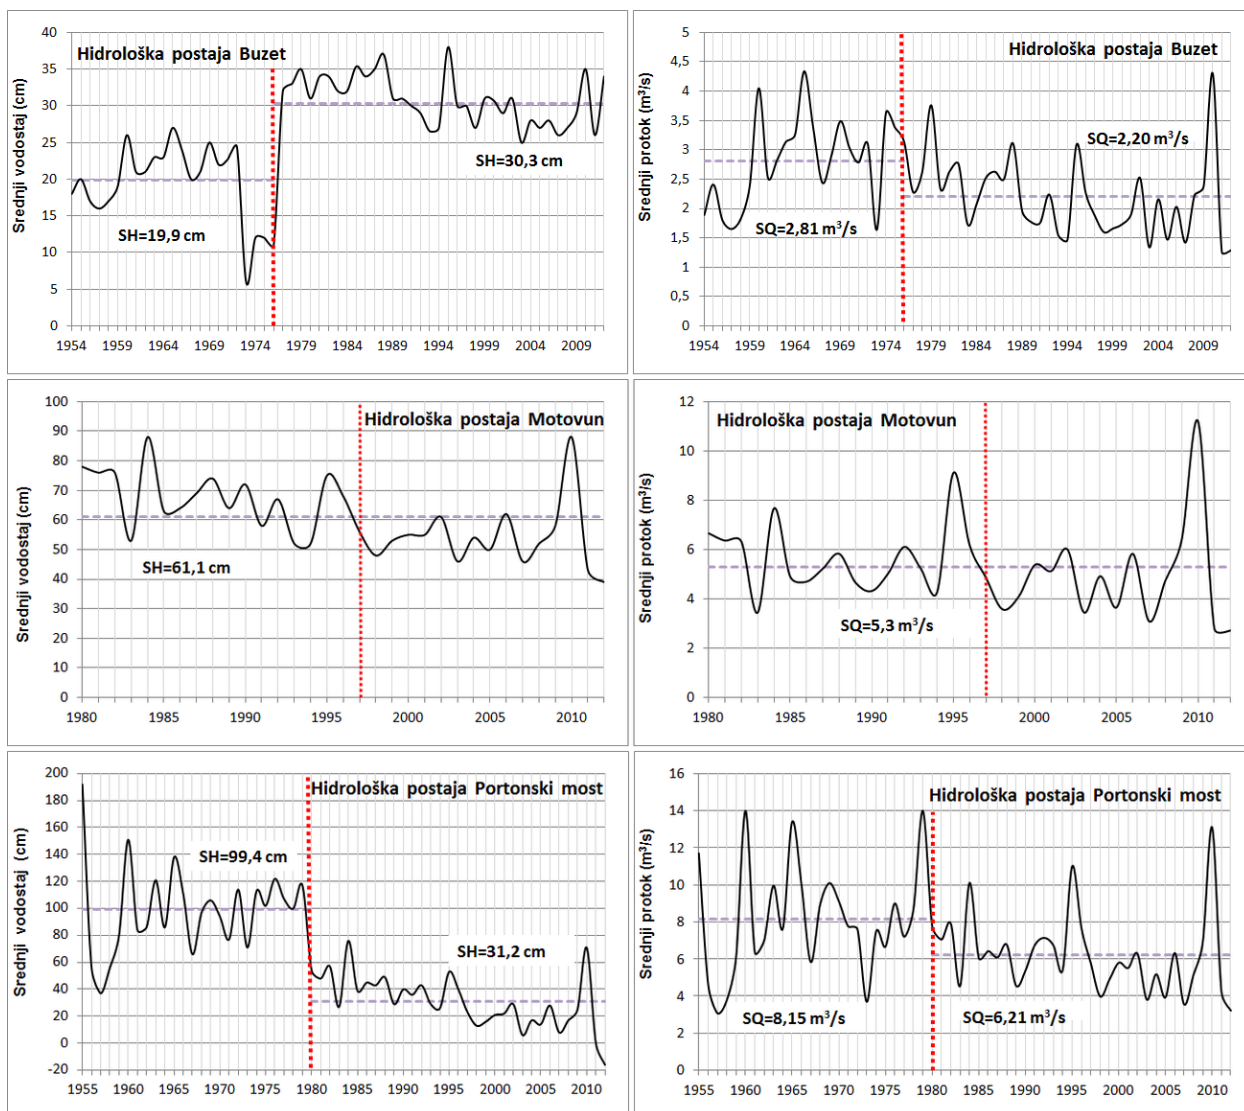 Hidrološka postaja Buzet
Srednji vodostaj (cm)
40
35
30
25
20
15
10
5
0
SH=30,3 cm
SH=19,9 cm
1954 1959 1964 1969 1974 1979 1984 1989 1994 1999 2004 2009
Hidrološka postaja Buzet
Srednji protok (m³/s)
5
4,5
4
3,5
3
2,5
2
1,5
1
0,5
0
SQ=2,20 m³/s
SQ=2,81 m³/s
1954 1959 1964 1969 1974 1979 1984 1989 1994 1999 2004 2009
Hidrološka postaja Motovun
Srednji vodostaj (cm)
100
90
80
70
60
50
40
30
20
10
0
SH=61,1 cm
1980 1985 1990 1995 2000 2005 2010
Hidrološka postaja Motovun
Srednji protok (m³/s)
12
10
8
6
4
2
0
SQ=5,3 m³/s
1980 1985 1990 1995 2000 2005 2010
Hidrološka postaja Portonski most
Srednji vodostaj (cm)
200
180
160
140
120
100
80
60
40
20
0
-20
SH=99,4 cm
SH=31,2 cm
1955 1960 1965 1970 1975 1980 1985 1990 1995 2000 2005 2010
Hidrološka postaja Portonski most
Srednji protok (m³/s)
16
14
12
10
8
6
4
2
0
SQ=8,15 m³/s
SQ=6,21 m³/s
1955 1960 1965 1970 1975 1980 1985 1990 1995 2000 2005 2010